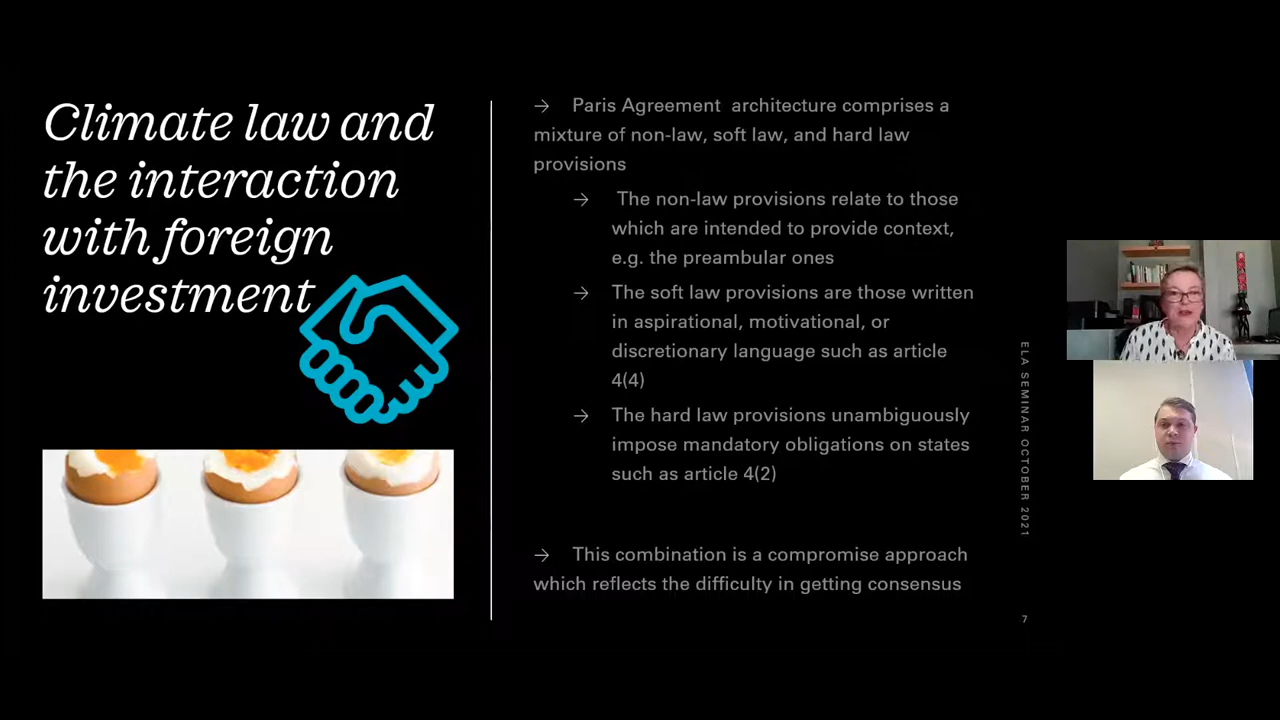 Climate law and
the interaction
with foreign
investment
→ Paris Agreement architecture comprises a
mixture of non-law, soft law, and hard law
provisions
→ The non-law provisions relate to those
which are intended to provide context,
e.g. the preambular ones
→ The soft law provisions are those written
in aspirational, motivational, or
discretionary language such as article
4(4)
→ The hard law provisions unambiguously
impose mandatory obligations on states
such as article 4(2)
→ This combination is a compromise approach
which reflects the difficulty in getting consensus
ELA SEMINAR OCTOBER 2021
7